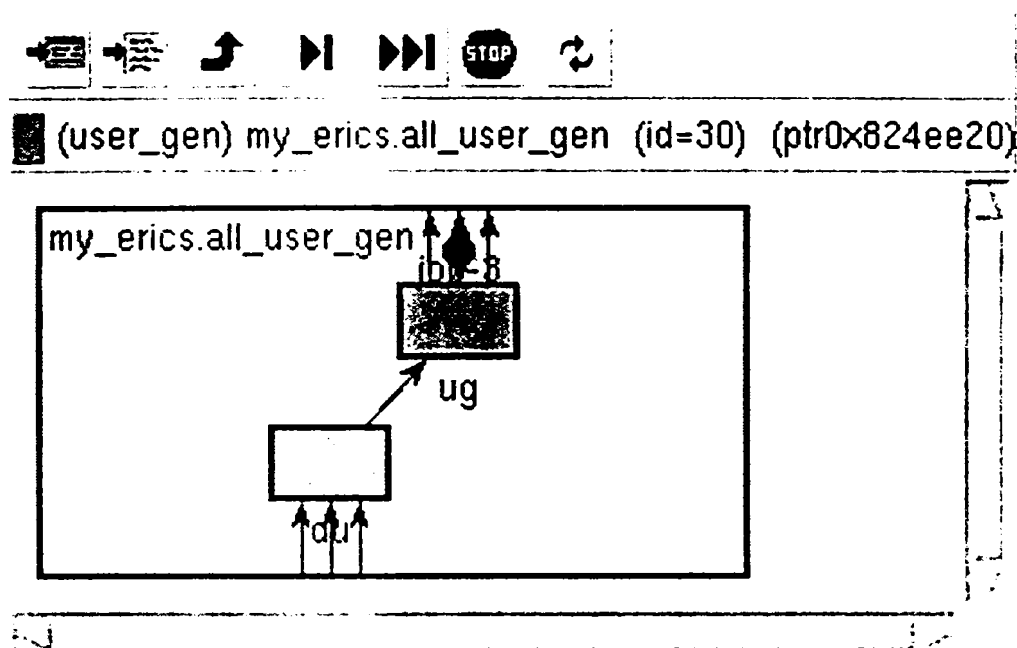 STOP
(user_gen) my_erics.all_user_gen (id=30) (ptr0x824ee20)
my_erics.all_user_gen
ug
du